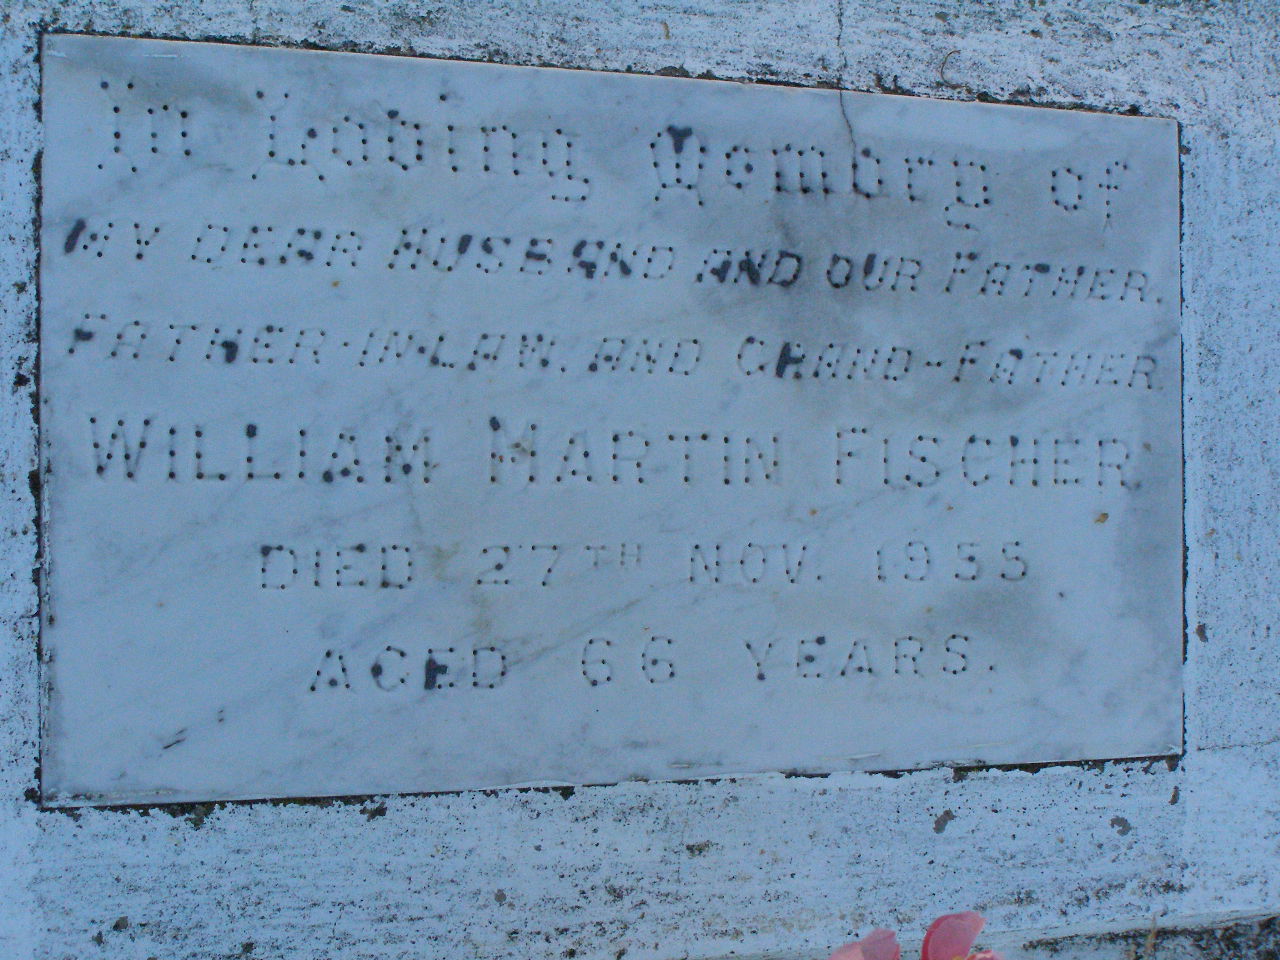 In Loving Memory of
MY DEAR HUSBAND AND OUR FATHER.
FATHER-IN-LAW. AND GRAND-FATHER.
WILLIAM MARTIN FISCHER
DIED 27TH NOV. 1955
AGED 66 YEARS.